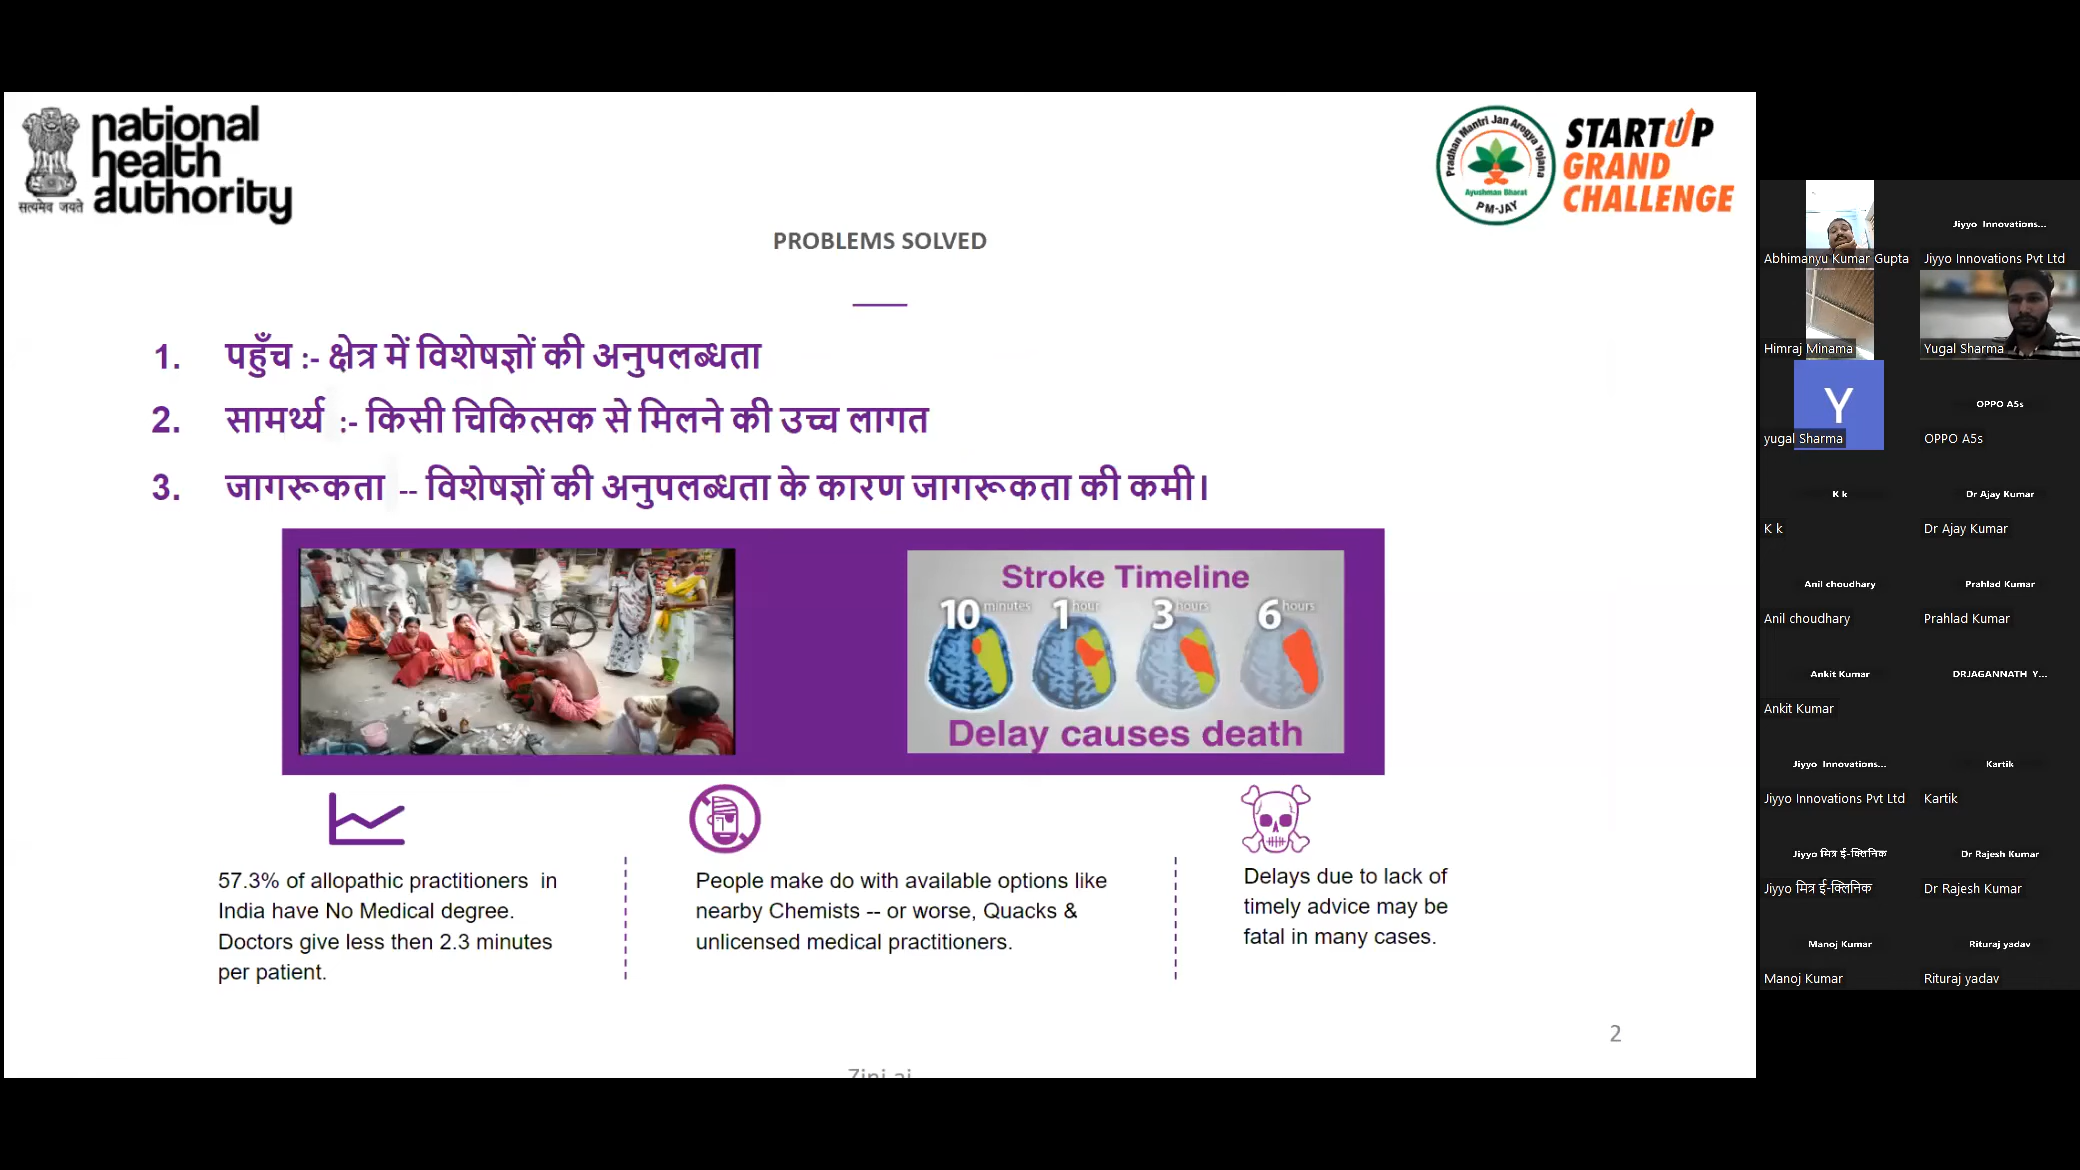 national
health
authority
सत्यमेव जयते
Pradhan Mantri Jan Arogya Yojana
Ayushman Bharat
PM-JAY
STARTUP
GRAND
CHALLENGE
PROBLEMS SOLVED
1. पहुँच :- क्षेत्र में विशेषज्ञों की अनुपलब्धता
2. सामर्थ्य :- किसी चिकित्सक से मिलने की उच्च लागत
3. जागरूकता -- विशेषज्ञों की अनुपलब्धता के कारण जागरूकता की कमी।
Stroke Timeline
10 minutes 1 hour 3 hours 6 hours
Delay causes death
57.3% of allopathic practitioners in
India have No Medical degree.
Doctors give less then 2.3 minutes
per patient.
People make do with available options like
nearby Chemists -- or worse, Quacks &
unlicensed medical practitioners.
Delays due to lack of
timely advice may be
fatal in many cases.
2
Abhimanyu Kumar Gupta
Jiyyo Innovations...
Jiyyo Innovations Pvt Ltd
Himraj Minama
Yugal Sharma
Y
yugal Sharma
OPPO A5s
OPPO A5s
K k
K k
Dr Ajay Kumar
Dr Ajay Kumar
Anil choudhary
Anil choudhary
Prahlad Kumar
Prahlad Kumar
Ankit Kumar
Ankit Kumar
DRJAGANNATH Y...
Jiyyo Innovations...
Jiyyo Innovations Pvt Ltd
Kartik
Kartik
Jiyyo मित्र ई-क्लिनिक
Jiyyo मित्र ई-क्लिनिक
Dr Rajesh Kumar
Dr Rajesh Kumar
Manoj Kumar
Manoj Kumar
Rituraj yadav
Rituraj yadav